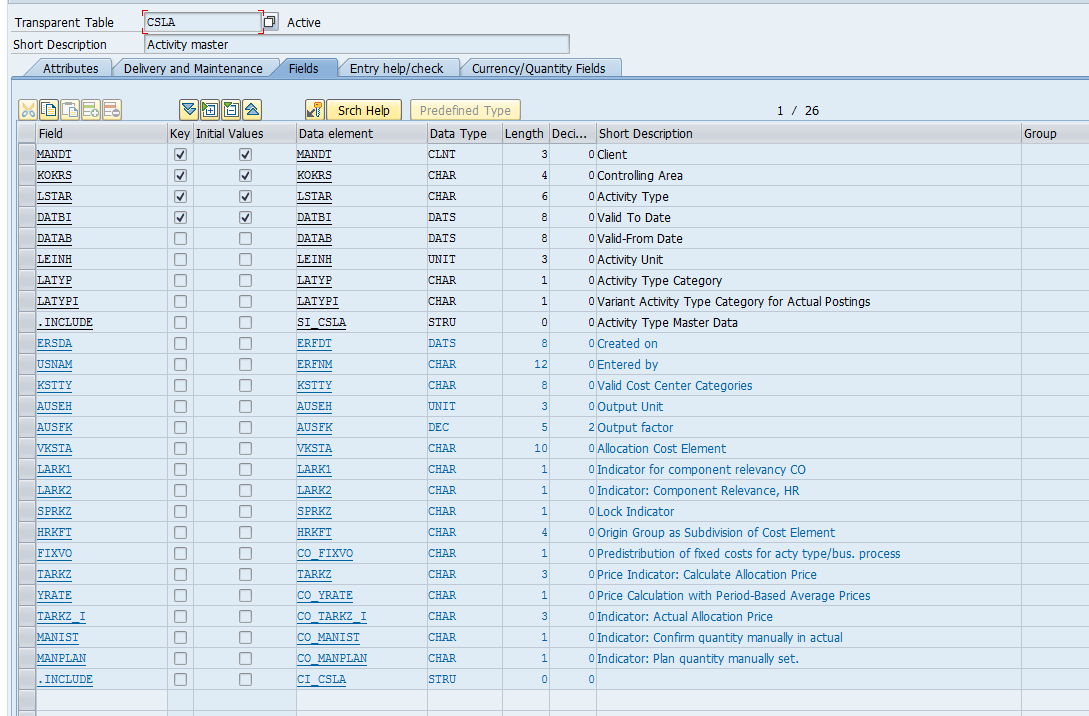 Transparent Table CSLA Active
Short Description Activity master
Attributes Delivery and Maintenance Fields Entry help/check Currency/Quantity Fields
Srch Help Predefined Type 1 / 26
Field Key Initial Values Data element Data Type Length Deci... Short Description Group
MANDT MANDT CLNT 3 0 Client
KOKRS KOKRS CHAR 4 0 Controlling Area
LSTAR LSTAR CHAR 6 0 Activity Type
DATBI DATBI DATS 8 0 Valid To Date
DATAB DATAB DATS 8 0 Valid-From Date
LEINH LEINH UNIT 3 0 Activity Unit
LATYP LATYP CHAR 1 0 Activity Type Category
LATYPI LATYPI CHAR 1 0 Variant Activity Type Category for Actual Postings
.INCLUDE SI_CSLA STRU 0 0 Activity Type Master Data
ERSDA ERFDT DATS 8 0 Created on
USNAM ERFNM CHAR 12 0 Entered by
KSTTY KSTTY CHAR 8 0 Valid Cost Center Categories
AUSEH AUSEH UNIT 3 0 Output Unit
AUSFK AUSFK DEC 5 2 Output factor
VKSTA VKSTA CHAR 10 0 Allocation Cost Element
LARK1 LARK1 CHAR 1 0 Indicator for component relevancy CO
LARK2 LARK2 CHAR 1 0 Indicator: Component Relevance, HR
SPRKZ SPRKZ CHAR 1 0 Lock Indicator
HRKFT HRKFT CHAR 4 0 Origin Group as Subdivision of Cost Element
FIXVO CO_FIXVO CHAR 1 0 Predistribution of fixed costs for acty type/bus. process
TARKZ TARKZ CHAR 3 0 Price Indicator: Calculate Allocation Price
YRATE CO_YRATE CHAR 1 0 Price Calculation with Period-Based Average Prices
TARKZ_I CO_TARKZ_I CHAR 3 0 Indicator: Actual Allocation Price
MANIST CO_MANIST CHAR 1 0 Indicator: Confirm quantity manually in actual
MANPLAN CO_MANPLAN CHAR 1 0 Indicator: Plan quantity manually set.
.INCLUDE CI_CSLA STRU 0 0